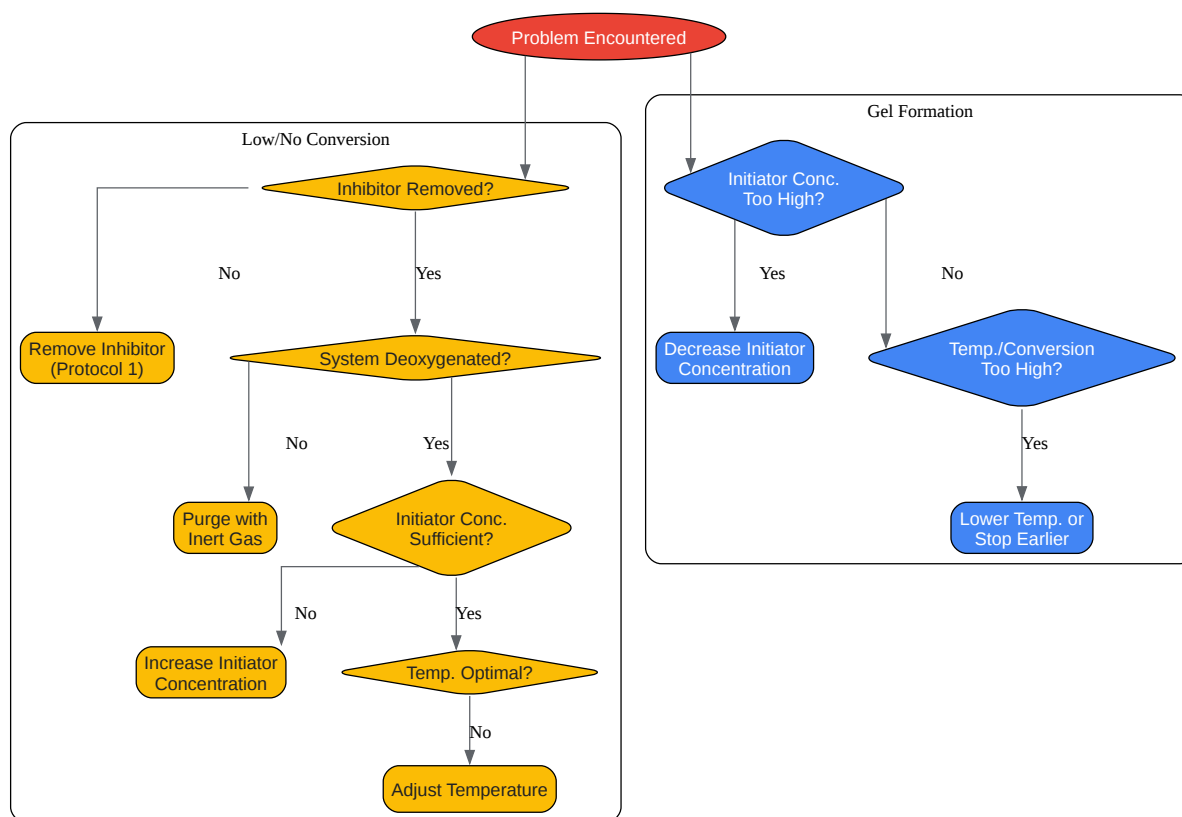 Problem Encountered
Low/No Conversion
Inhibitor Removed?
No
Yes
Remove Inhibitor
(Protocol 1)
System Deoxygenated?
No
Yes
Purge with
Inert Gas
Initiator Conc.
Sufficient?
No
Yes
Increase Initiator
Concentration
Temp. Optimal?
No
Adjust Temperature
Gel Formation
Initiator Conc.
Too High?
Yes
No
Decrease Initiator
Concentration
Temp./Conversion
Too High?
Yes
Lower Temp. or
Stop Earlier